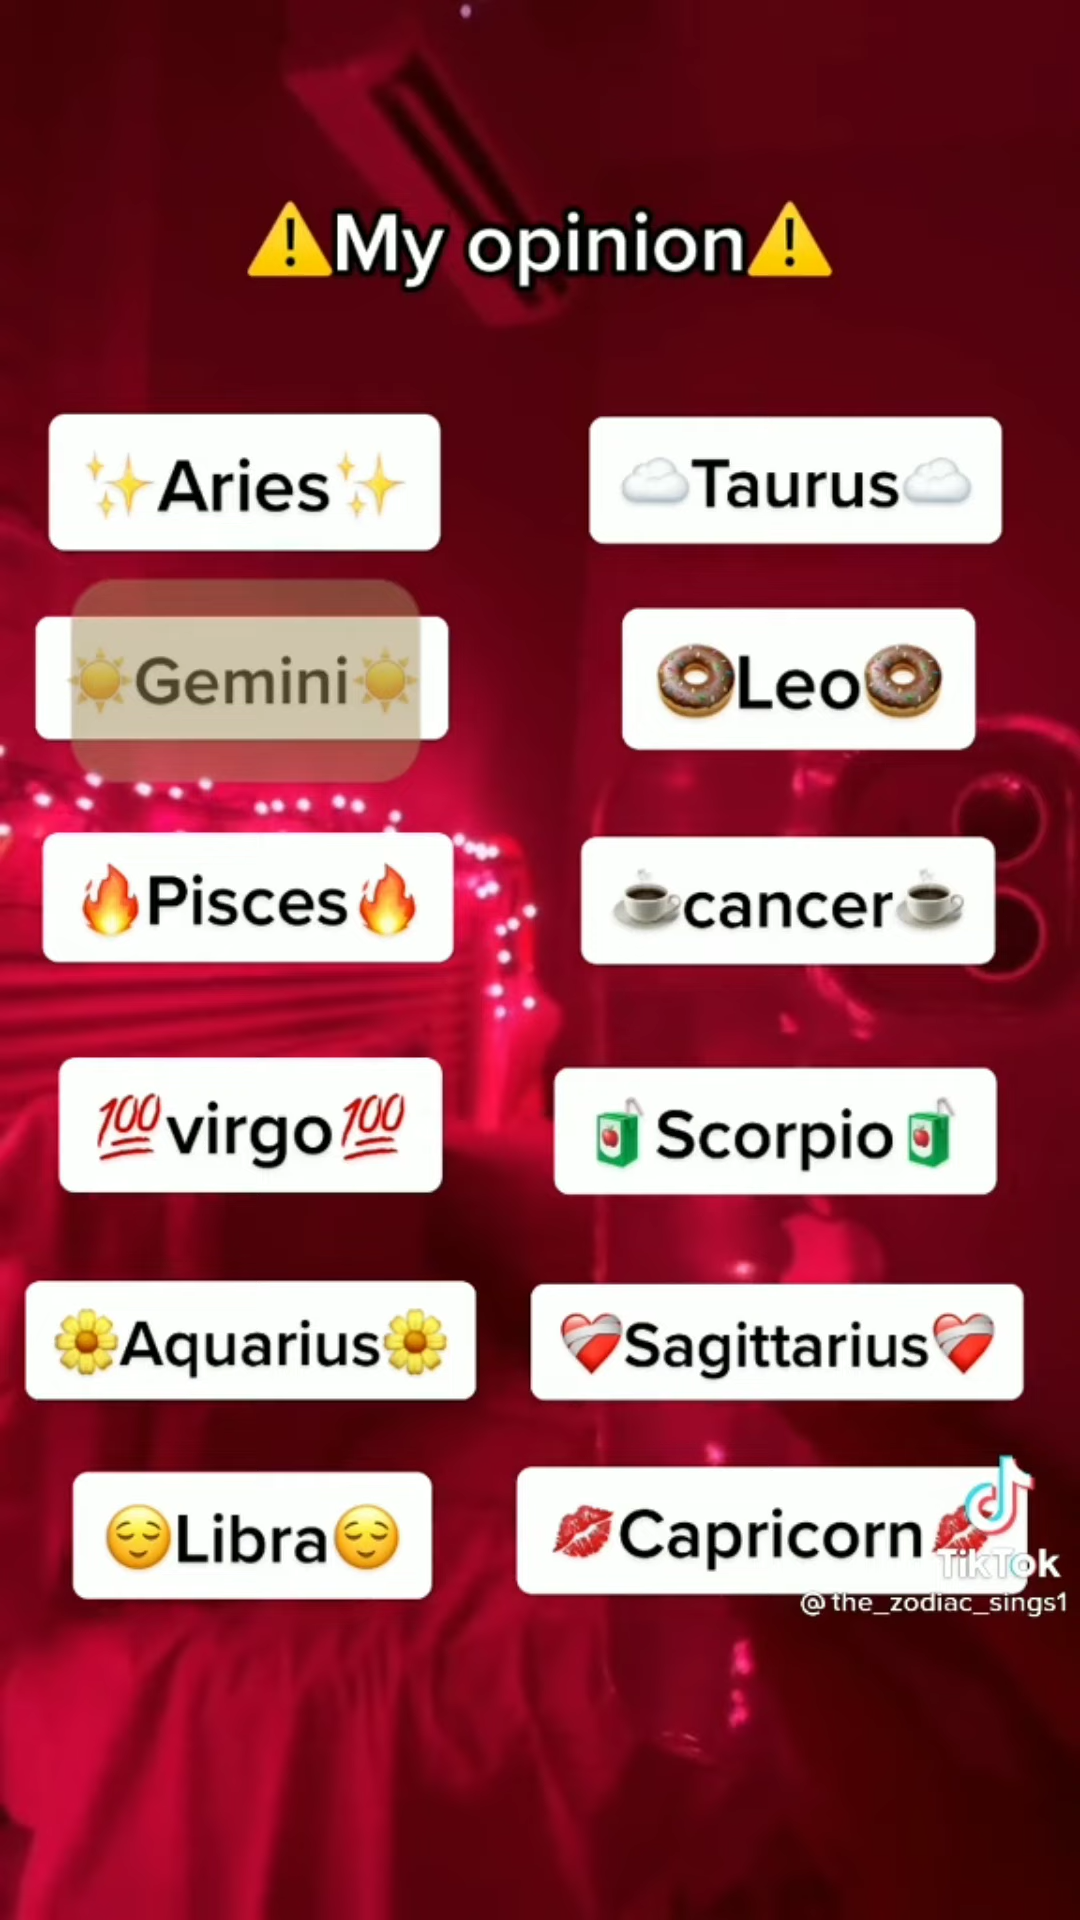 ⚠️My opinion⚠️
✨Aries✨
☁️Taurus☁️
☀️Gemini☀️
🍩Leo🍩
🔥Pisces🔥
☕cancer☕
💯virgo💯
🧃Scorpio🧃
🌼Aquarius🌼
❤️‍🩹Sagittarius❤️‍🩹
😌Libra😌
💋Capricorn💋
TikTok
@the_zodiac_sings1